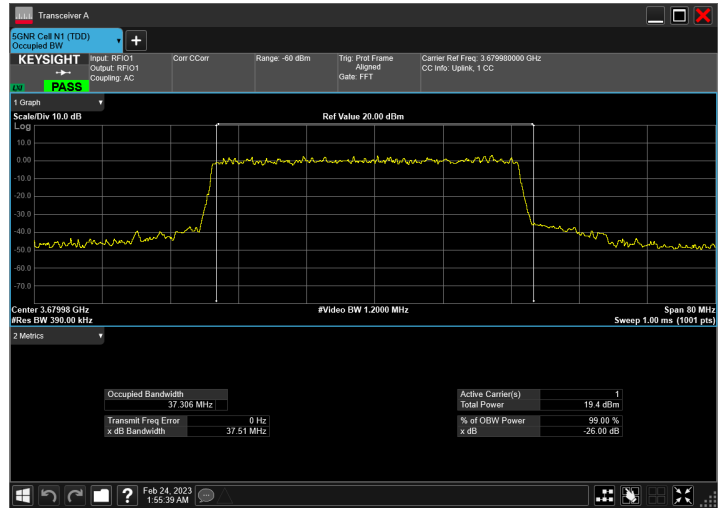 Transceiver A
5GNR Cell N1 (TDD)
Occupied BW
KEYSIGHT
Input: RFIO1
Output: RFIO1
Coupling: AC
Corr CCorr
Range: -60 dBm
Trig: Prot Frame
Aligned
Gate: FFT
Carrier Ref Freq: 3.679980000 GHz
CC Info: Uplink, 1 CC
LXI
PASS
1 Graph
Scale/Div 10.0 dB
Ref Value 20.00 dBm
Log
10.0
0.00
-10.0
-20.0
-30.0
-40.0
-50.0
-60.0
-70.0
Center 3.67998 GHz
#Video BW 1.2000 MHz
Span 80 MHz
#Res BW 390.00 kHz
Sweep 1.00 ms (1001 pts)
2 Metrics
Occupied Bandwidth
37.306 MHz
Transmit Freq Error 0 Hz
x dB Bandwidth 37.51 MHz
Active Carrier(s) 1
Total Power 19.4 dBm
% of OBW Power 99.00 %
x dB -26.00 dB
Feb 24, 2023
1:55:39 AM